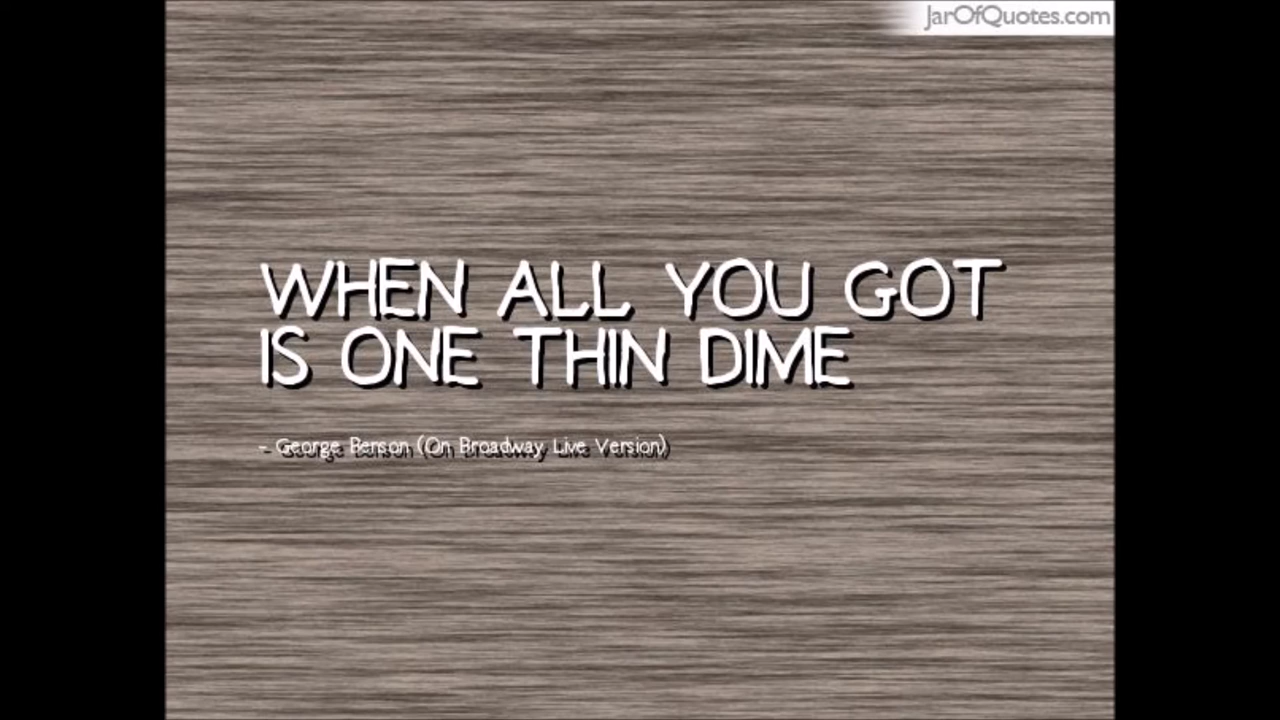 JarOfQuotes.com
WHEN ALL YOU GOT
IS ONE THIN DIME
- George Benson (On Broadway Live Version)